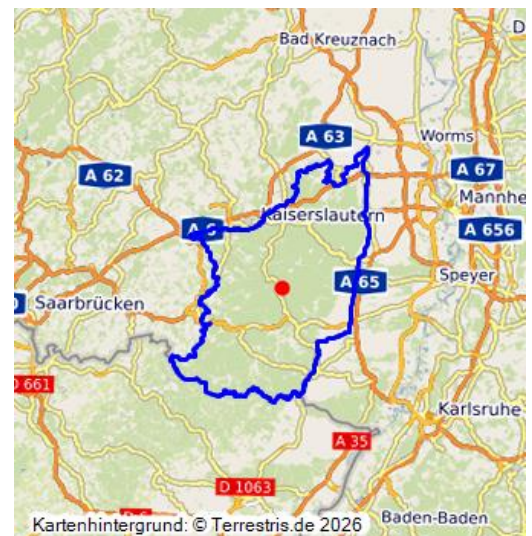 Bad Kreuznach
A 63
Worms
A 62
A 67
Mannhe
Kaiserslautern
A 6
A 656
A 65
Speyer
Saarbrücken
D 661
Karlsruhe
A 35
D 1063
Baden-Baden
Kartenhintergrund: © Terrestris.de 2026